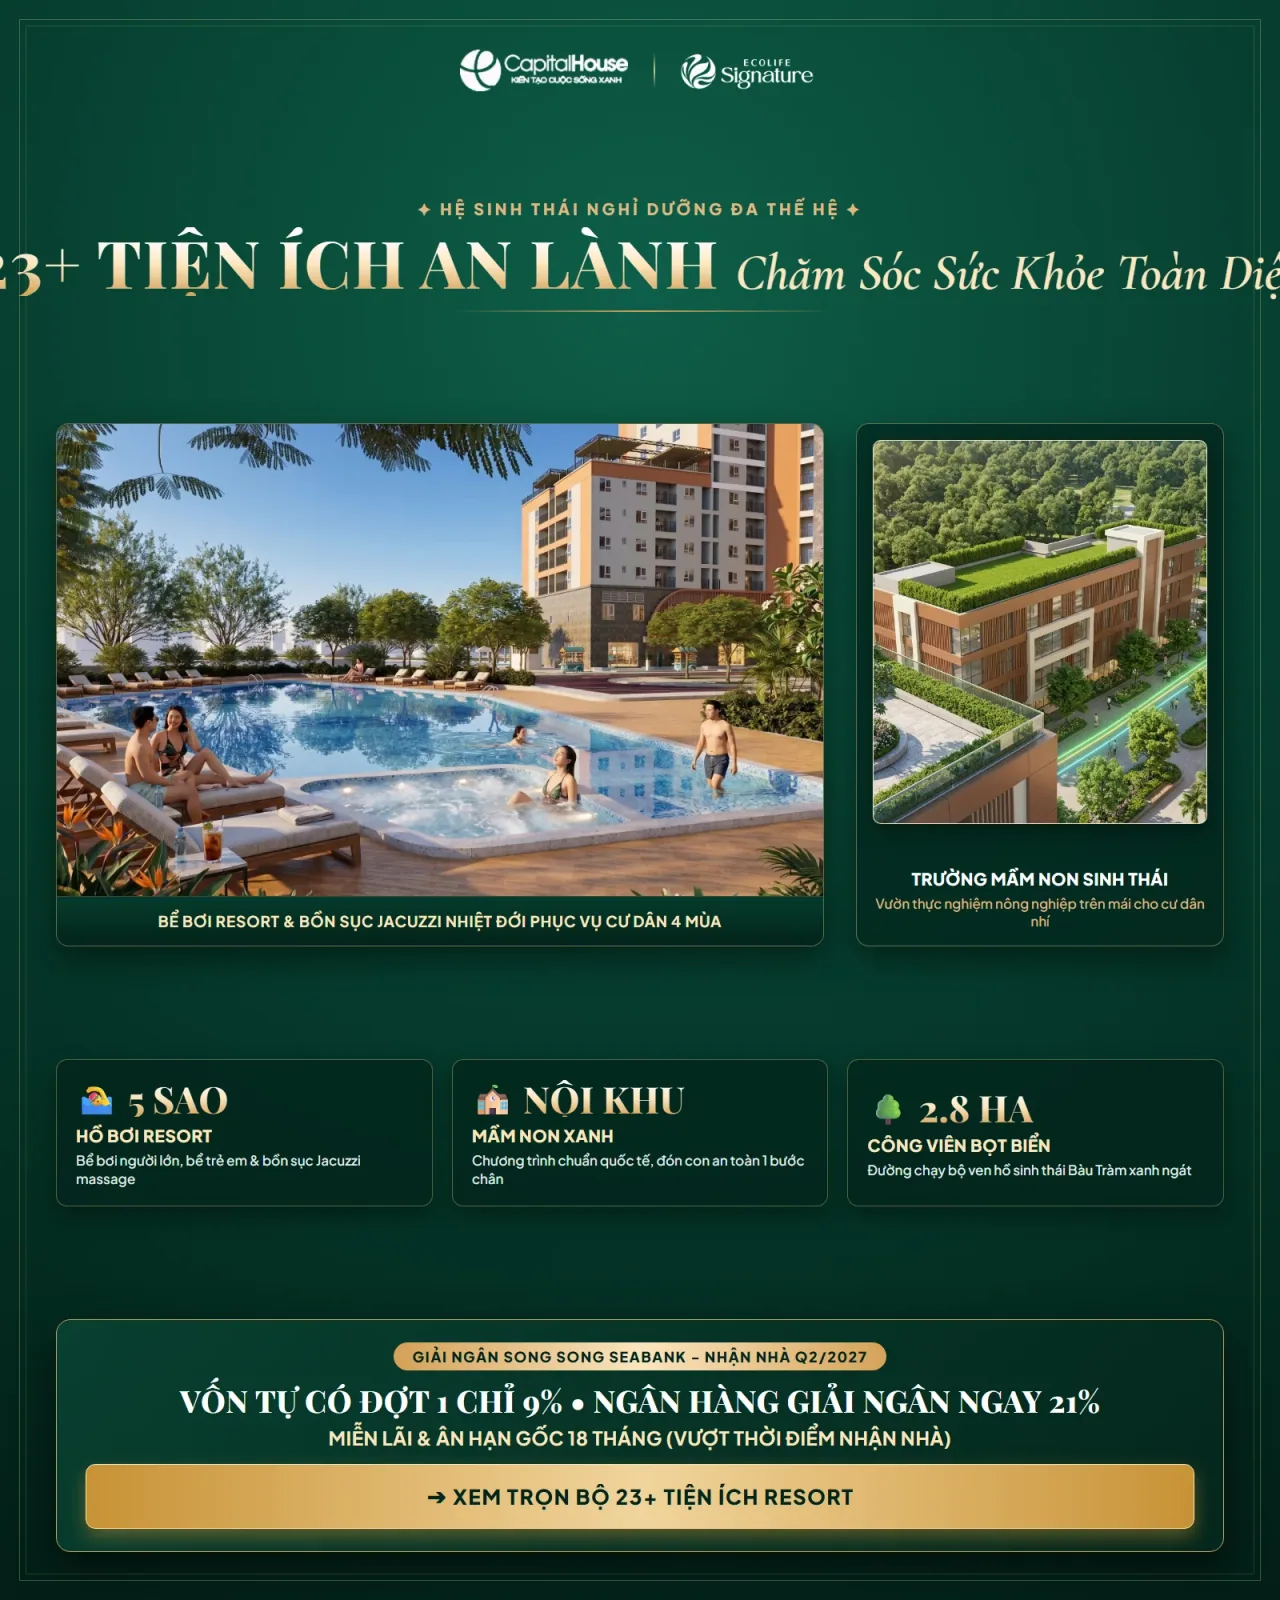 CapitalHouse
KIẾN TẠO CUỘC SỐNG XANH
ECOLIFE
Signature
✦ HỆ SINH THÁI NGHỈ DƯỠNG ĐA THẾ HỆ ✦
23+ TIỆN ÍCH AN LÀNH Chăm Sóc Sức Khỏe Toàn Diệ
BỂ BƠI RESORT & BỒN SỤC JACUZZI NHIỆT ĐỚI PHỤC VỤ CƯ DÂN 4 MÙA
TRƯỜNG MẦM NON SINH THÁI
Vườn thực nghiệm nông nghiệp trên mái cho cư dân
nhí
5 SAO
HỒ BƠI RESORT
Bể bơi người lớn, bể trẻ em & bồn sục Jacuzzi
massage
NỘI KHU
MẦM NON XANH
Chương trình chuẩn quốc tế, đón con an toàn 1 bước
chân
2.8 HA
CÔNG VIÊN BỌT BIỂN
Đường chạy bộ ven hồ sinh thái Bàu Tràm xanh ngát
GIẢI NGÂN SONG SONG SEABANK - NHẬN NHÀ Q2/2027
VỐN TỰ CÓ ĐỢT 1 CHỈ 9% • NGÂN HÀNG GIẢI NGÂN NGAY 21%
MIỄN LÃI & ÂN HẠN GỐC 18 THÁNG (VƯỢT THỜI ĐIỂM NHẬN NHÀ)
➔ XEM TRỌN BỘ 23+ TIỆN ÍCH RESORT